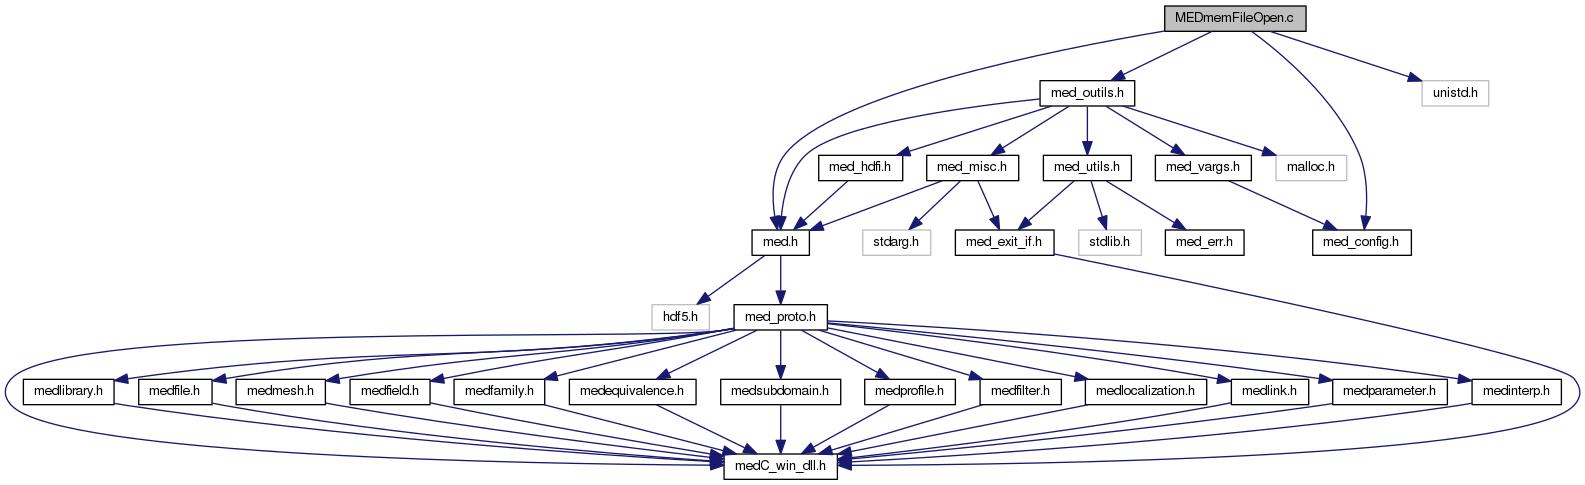 MEDmemFileOpen.c
med_outils.h
unistd.h
med_hdfi.h
med_misc.h
med_utils.h
med_vargs.h
malloc.h
med.h
stdarg.h
med_exit_if.h
stdlib.h
med_err.h
med_config.h
hdf5.h
med_proto.h
medlibrary.h
medfile.h
medmesh.h
medfield.h
medfamily.h
medequivalence.h
medsubdomain.h
medprofile.h
medfilter.h
medlocalization.h
medlink.h
medparameter.h
medinterp.h
medC_win_dll.h